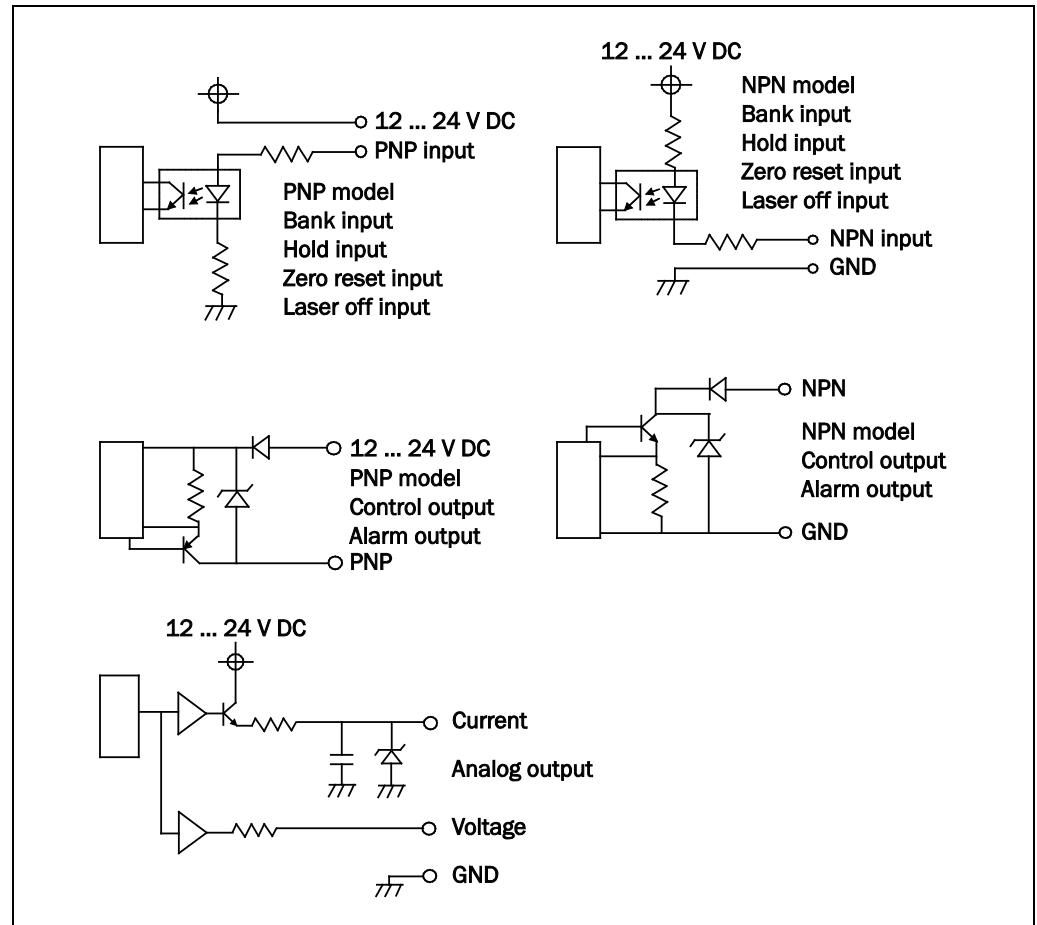 12 ... 24 V DC
PNP input
PNP model
Bank input
Hold input
Zero reset input
Laser off input
12 ... 24 V DC
NPN model
Bank input
Hold input
Zero reset input
Laser off input
NPN input
GND
12 ... 24 V DC
PNP model
Control output
Alarm output
PNP
NPN
NPN model
Control output
Alarm output
GND
12 ... 24 V DC
Current
Analog output
Voltage
GND